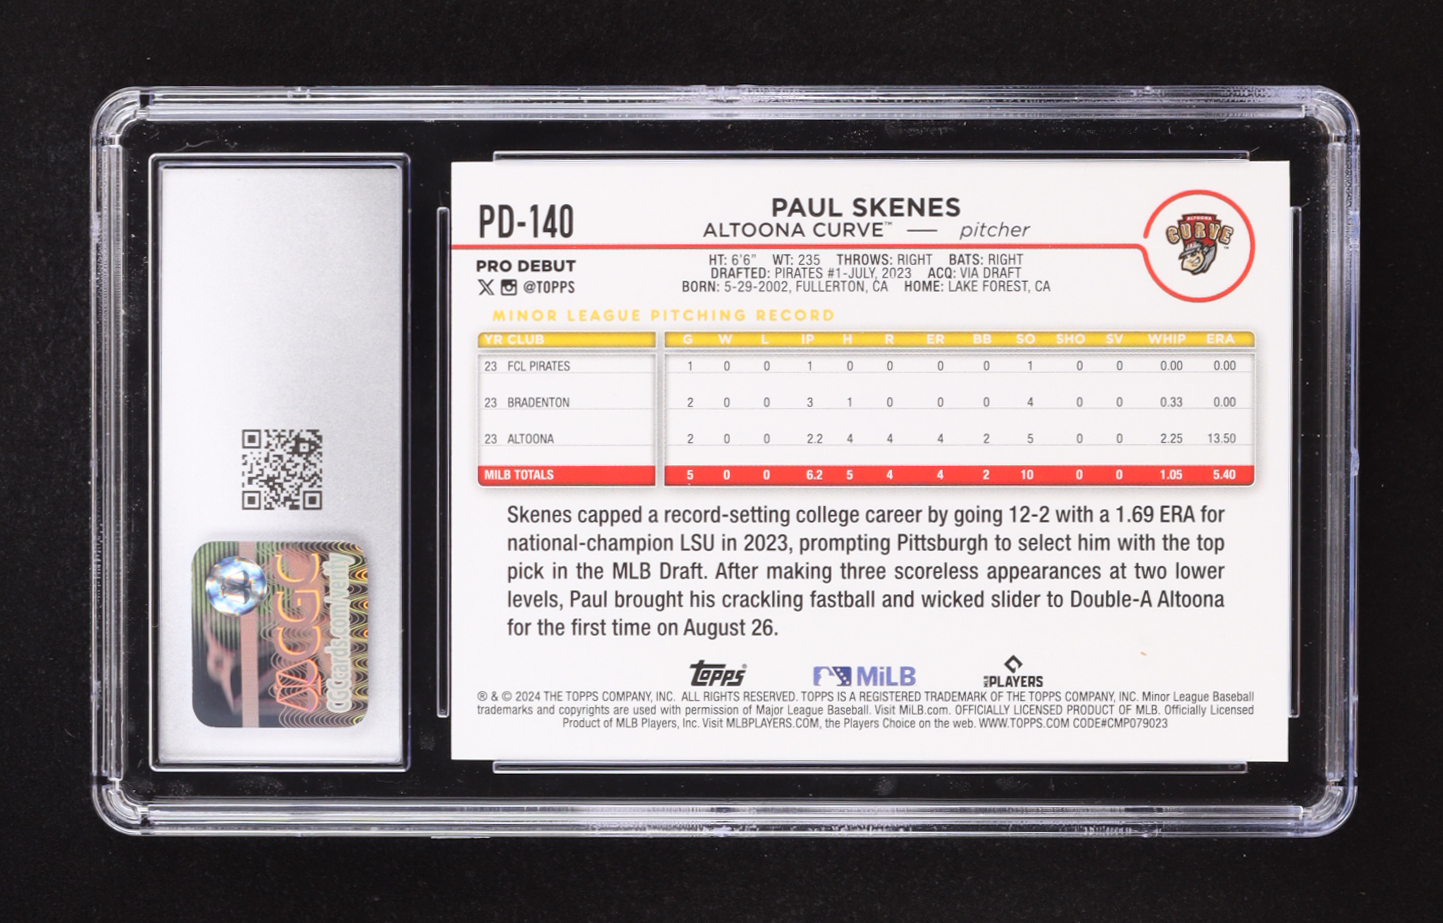 PD-140
PAUL SKENES
ALTOONA CURVE™ — pitcher
ALTOONA
CURVE
PRO DEBUT
@TOPPS
HT: 6'6" WT: 235 THROWS: RIGHT BATS: RIGHT
DRAFTED: PIRATES #1-JULY, 2023 ACQ: VIA DRAFT
BORN: 5-29-2002, FULLERTON, CA HOME: LAKE FOREST, CA
MINOR LEAGUE PITCHING RECORD
YR CLUB G W L IP H R ER BB SO SHO SV WHIP ERA
23 FCL PIRATES 1 0 0 1 0 0 0 0 1 0 0 0.00 0.00
23 BRADENTON 2 0 0 3 1 0 0 0 4 0 0 0.33 0.00
23 ALTOONA 2 0 0 2.2 4 4 4 2 5 0 0 2.25 13.50
MILB TOTALS 5 0 0 6.2 5 4 4 2 10 0 0 1.05 5.40
Skenes capped a record-setting college career by going 12-2 with a 1.69 ERA for
national-champion LSU in 2023, prompting Pittsburgh to select him with the top
pick in the MLB Draft. After making three scoreless appearances at two lower
levels, Paul brought his crackling fastball and wicked slider to Double-A Altoona
for the first time on August 26.
TOPPS®
MiLB
MLB PLAYERS
® & © 2024 THE TOPPS COMPANY, INC. ALL RIGHTS RESERVED. TOPPS IS A REGISTERED TRADEMARK OF THE TOPPS COMPANY, INC. Minor League Baseball
trademarks and copyrights are used with permission of Major League Baseball. Visit MiLB.com. OFFICIALLY LICENSED PRODUCT OF MLB. Officially Licensed
Product of MLB Players, Inc. Visit MLBPLAYERS.COM, the Players Choice on the web. WWW.TOPPS.COM CODE#CMP079023
CGC
CGCcards.com/verify